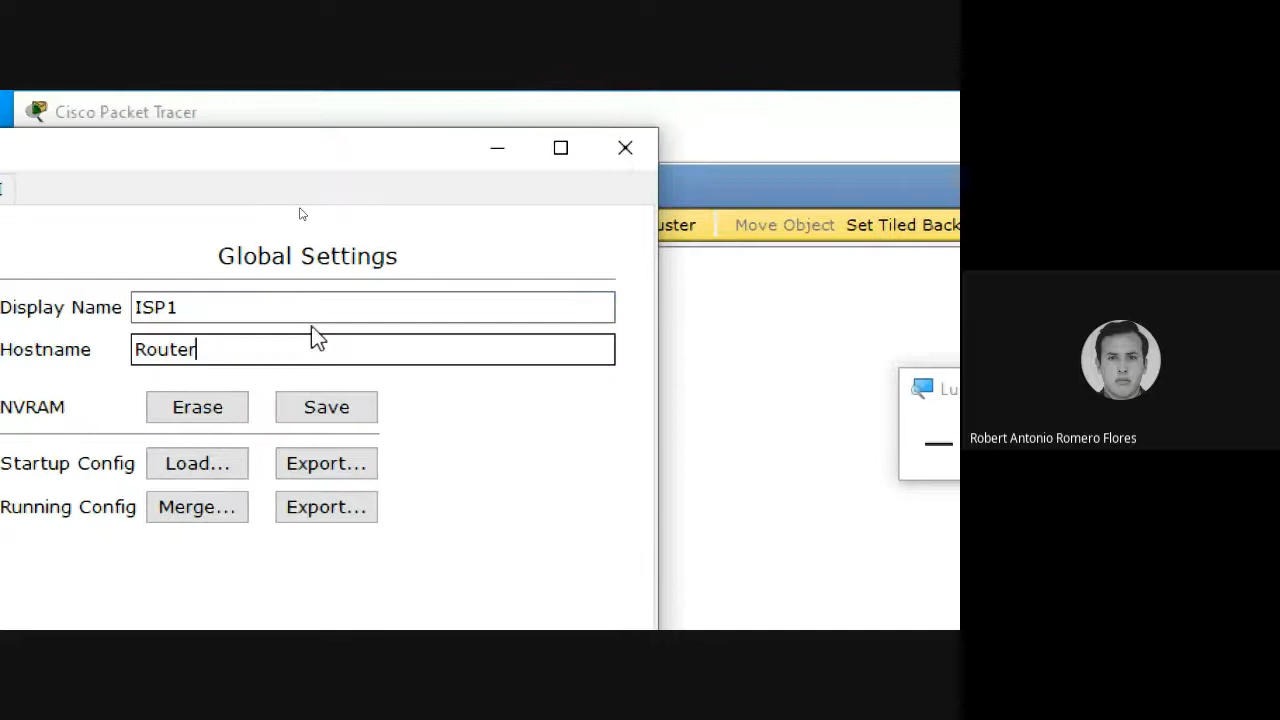 Cisco Packet Tracer
Move Object Set Tiled Back
Global Settings
Display Name ISP1
Hostname Router
NVRAM Erase Save
Startup Config Load... Export...
Running Config Merge... Export...
Robert Antonio Romero Flores